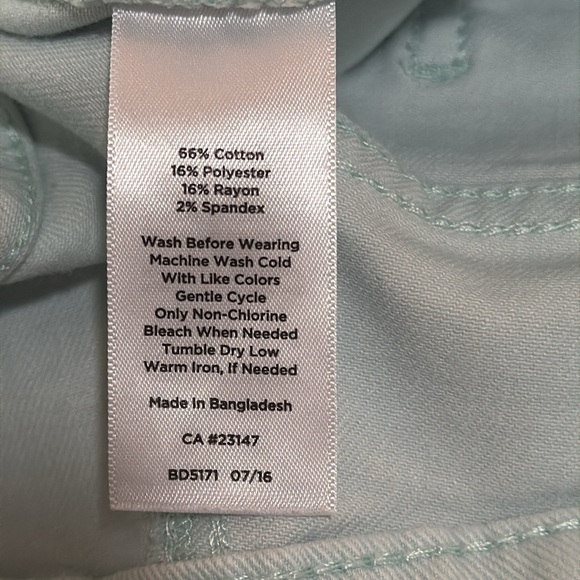 66% Cotton
16% Polyester
16% Rayon
2% Spandex
Wash Before Wearing
Machine Wash Cold
With Like Colors
Gentle Cycle
Only Non-Chlorine
Bleach When Needed
Tumble Dry Low
Warm Iron, If Needed
Made In Bangladesh
CA #23147
BD5171 07/16